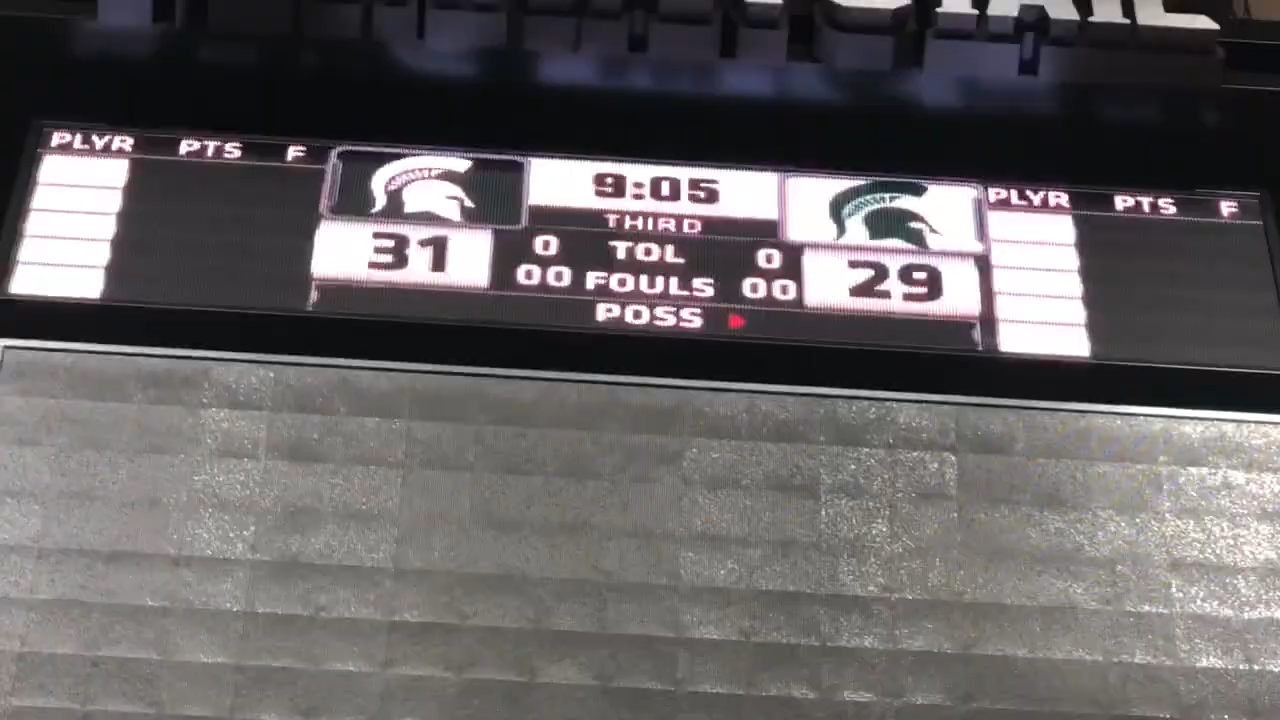 PLYR PTS F
9:05
THIRD
31 0 TOL 0 29
00 FOULS 00
POSS
PLYR PTS F